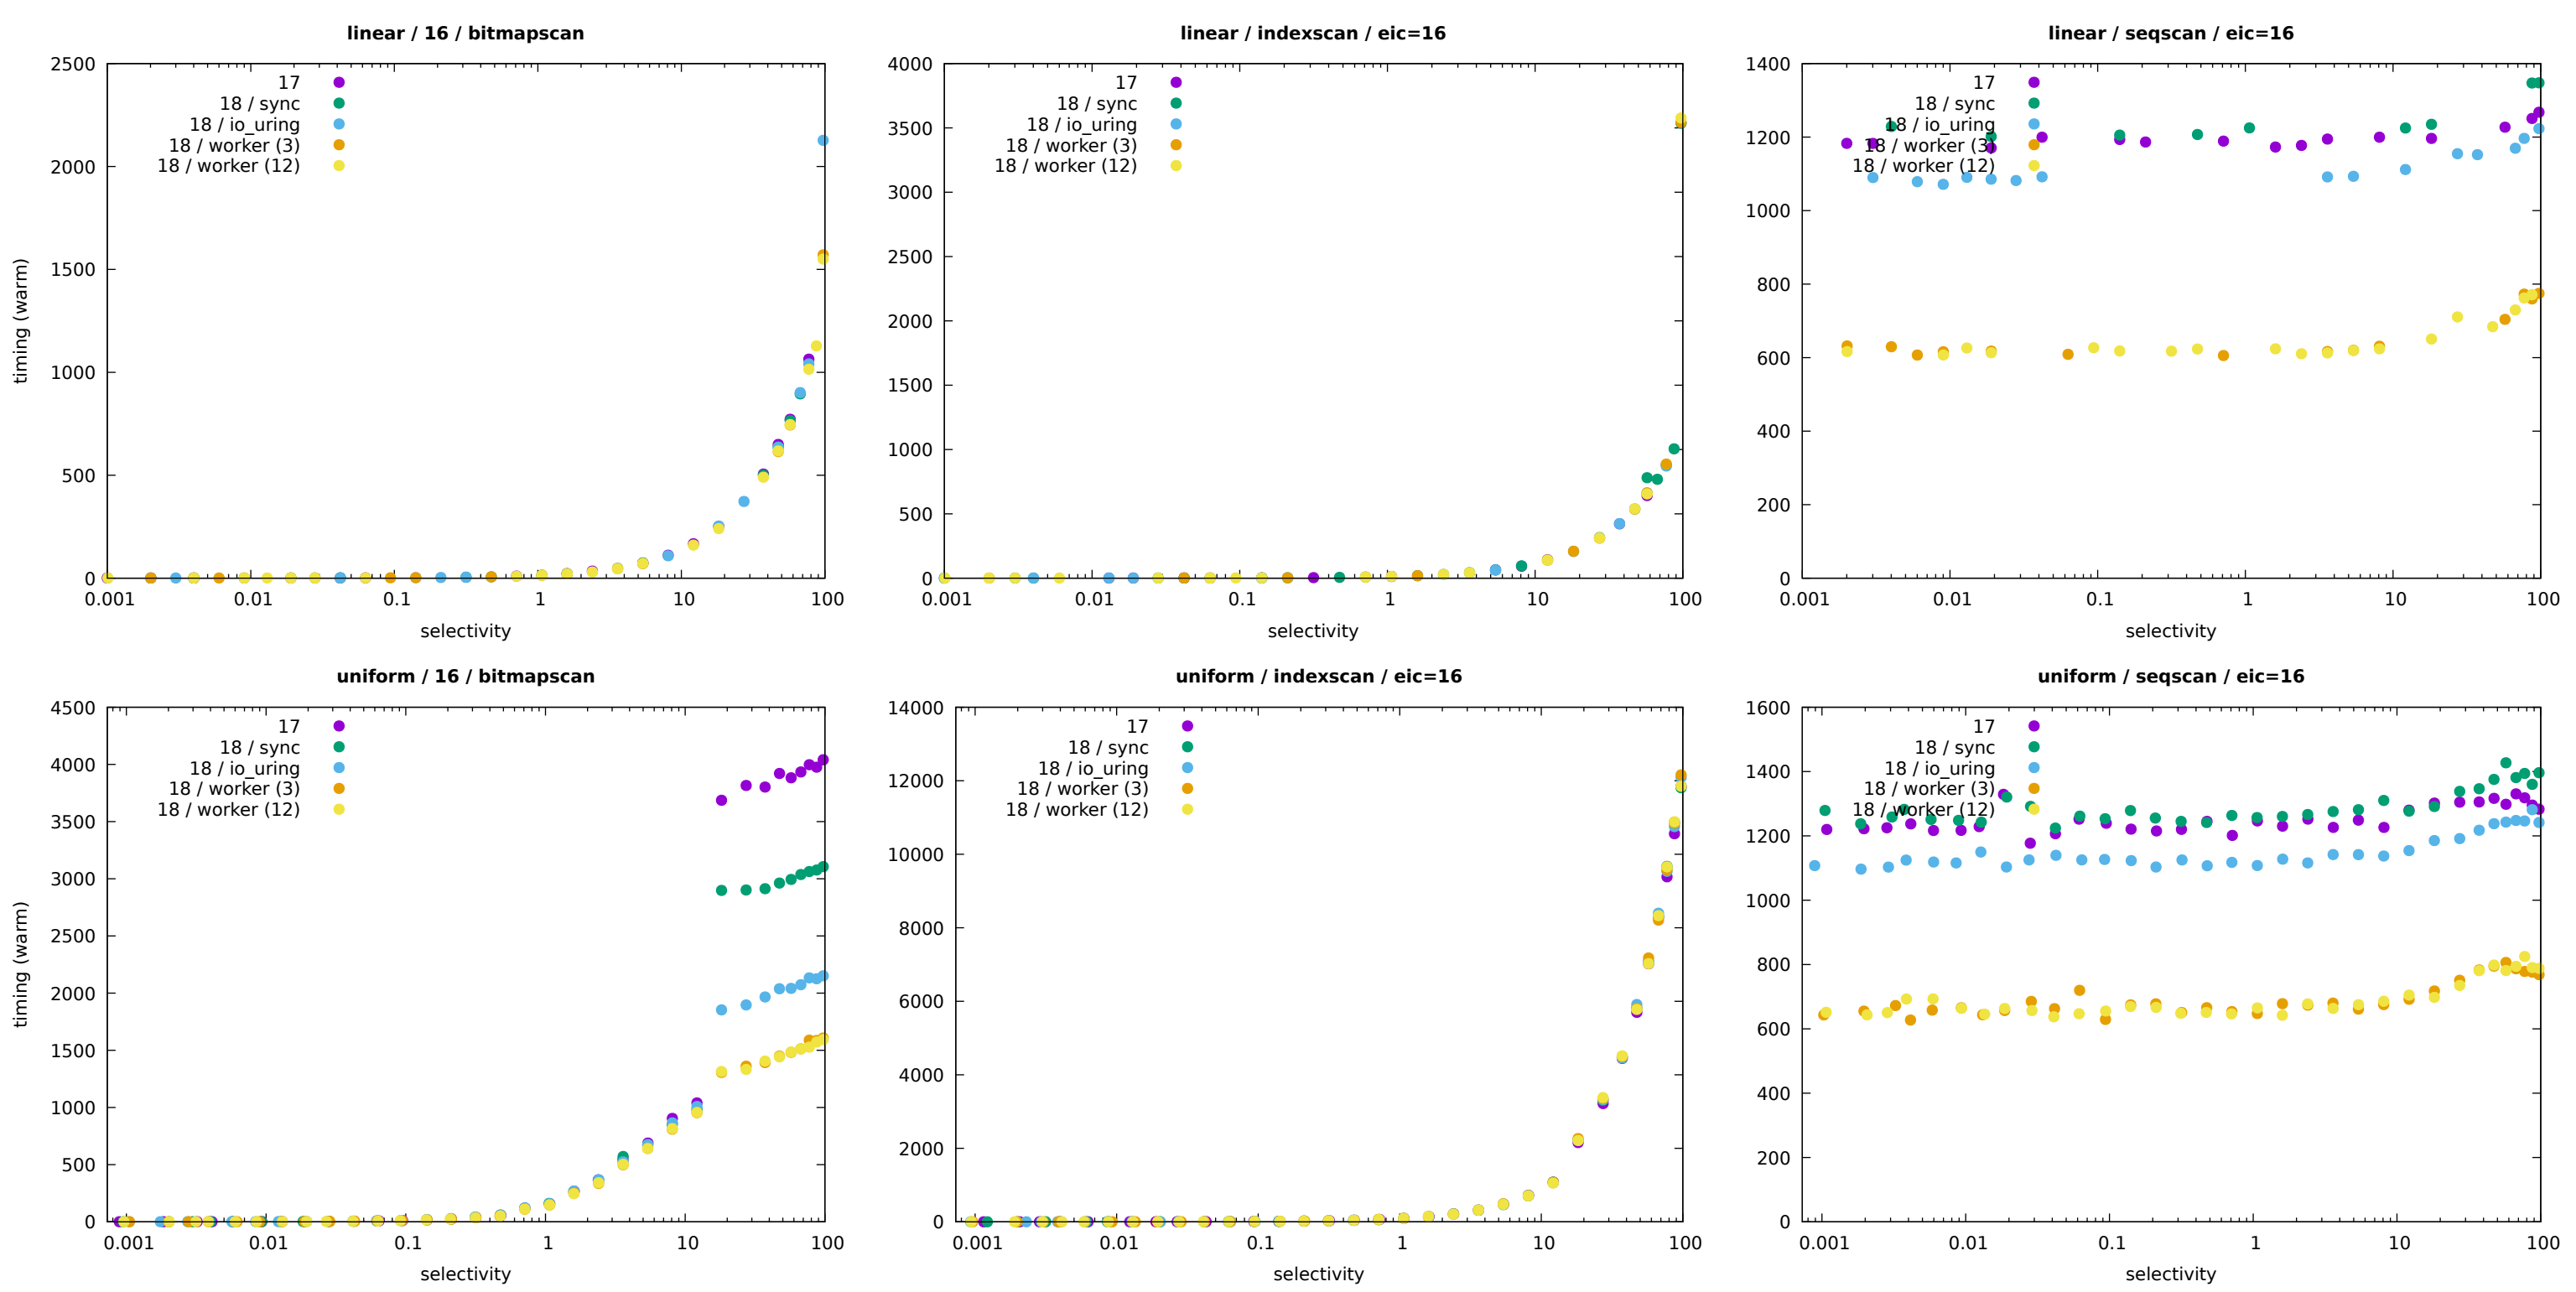 linear / 16 / bitmapscan
timing (warm)
2500
2000
1500
1000
500
0
17
18 / sync
18 / io_uring
18 / worker (3)
18 / worker (12)
0.001 0.01 0.1 1 10 100
selectivity
linear / indexscan / eic=16
4000
3500
3000
2500
2000
1500
1000
500
0
17
18 / sync
18 / io_uring
18 / worker (3)
18 / worker (12)
0.001 0.01 0.1 1 10 100
selectivity
linear / seqscan / eic=16
1400
1200
1000
800
600
400
200
0
17
18 / sync
18 / io_uring
18 / worker (3)
18 / worker (12)
0.001 0.01 0.1 1 10 100
selectivity
uniform / 16 / bitmapscan
timing (warm)
4500
4000
3500
3000
2500
2000
1500
1000
500
0
17
18 / sync
18 / io_uring
18 / worker (3)
18 / worker (12)
0.001 0.01 0.1 1 10 100
selectivity
uniform / indexscan / eic=16
14000
12000
10000
8000
6000
4000
2000
0
17
18 / sync
18 / io_uring
18 / worker (3)
18 / worker (12)
0.001 0.01 0.1 1 10 100
selectivity
uniform / seqscan / eic=16
1600
1400
1200
1000
800
600
400
200
0
17
18 / sync
18 / io_uring
18 / worker (3)
18 / worker (12)
0.001 0.01 0.1 1 10 100
selectivity